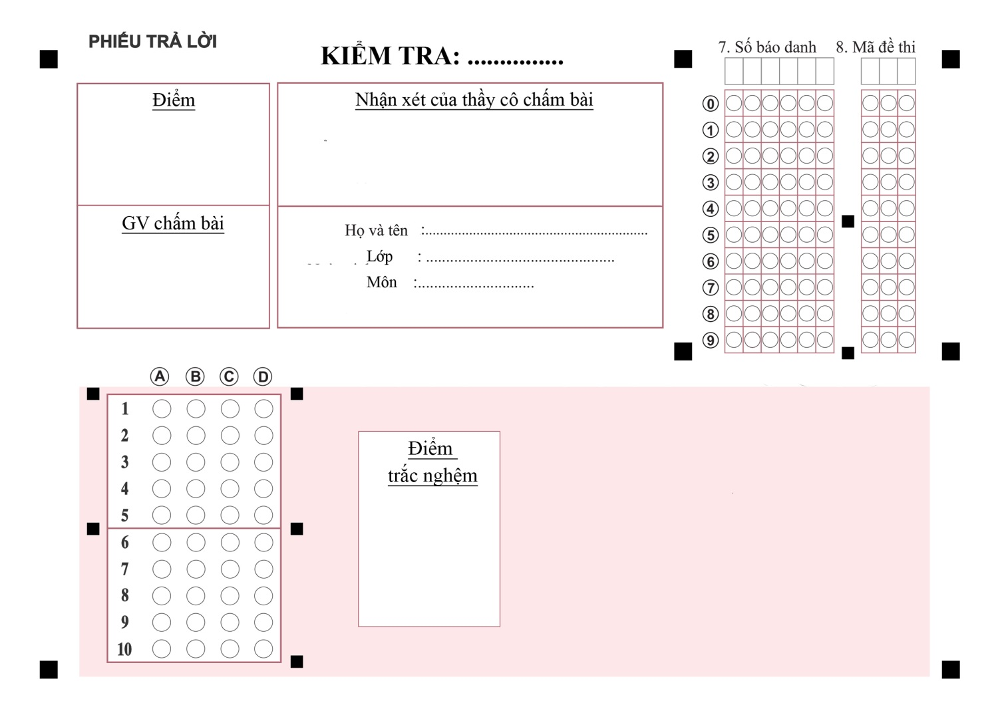 PHIẾU TRẢ LỜI
KIỂM TRA: ...............
7. Số báo danh
8. Mã đề thi
Điểm
Nhận xét của thầy cô chấm bài
GV chấm bài
Họ và tên :..........................................................
Lớp : ...............................................
Môn :............................
0
1
2
3
4
5
6
7
8
9
A B C D
1
2
3
4
5
6
7
8
9
10
Điểm
trắc nghệm